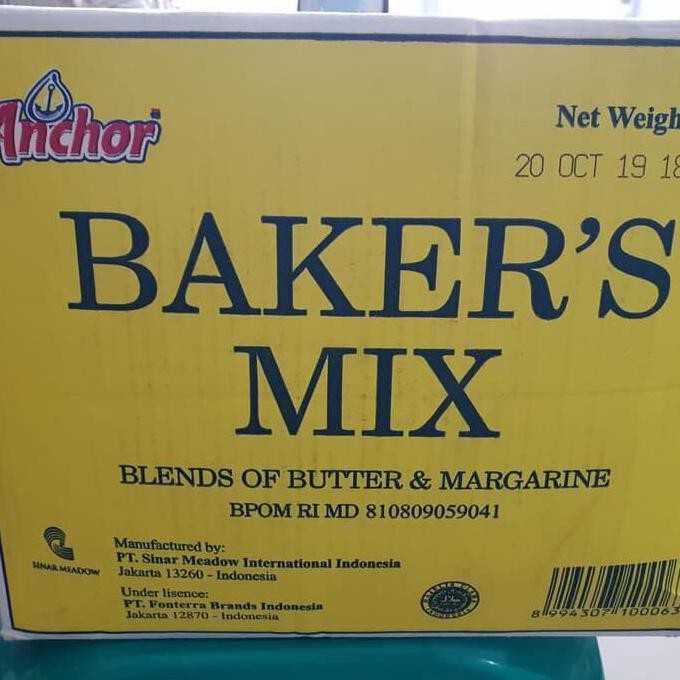 Anchor
Net Weigh
20 OCT 19 18
BAKER'S
MIX
BLENDS OF BUTTER & MARGARINE
BPOM RI MD 810809059041
SINAR MEADOW
Manufactured by:
PT. Sinar Meadow International Indonesia
Jakarta 13260 - Indonesia
Under lisence:
PT. Fonterra Brands Indonesia
Jakarta 12870 - Indonesia
8 994307 100063